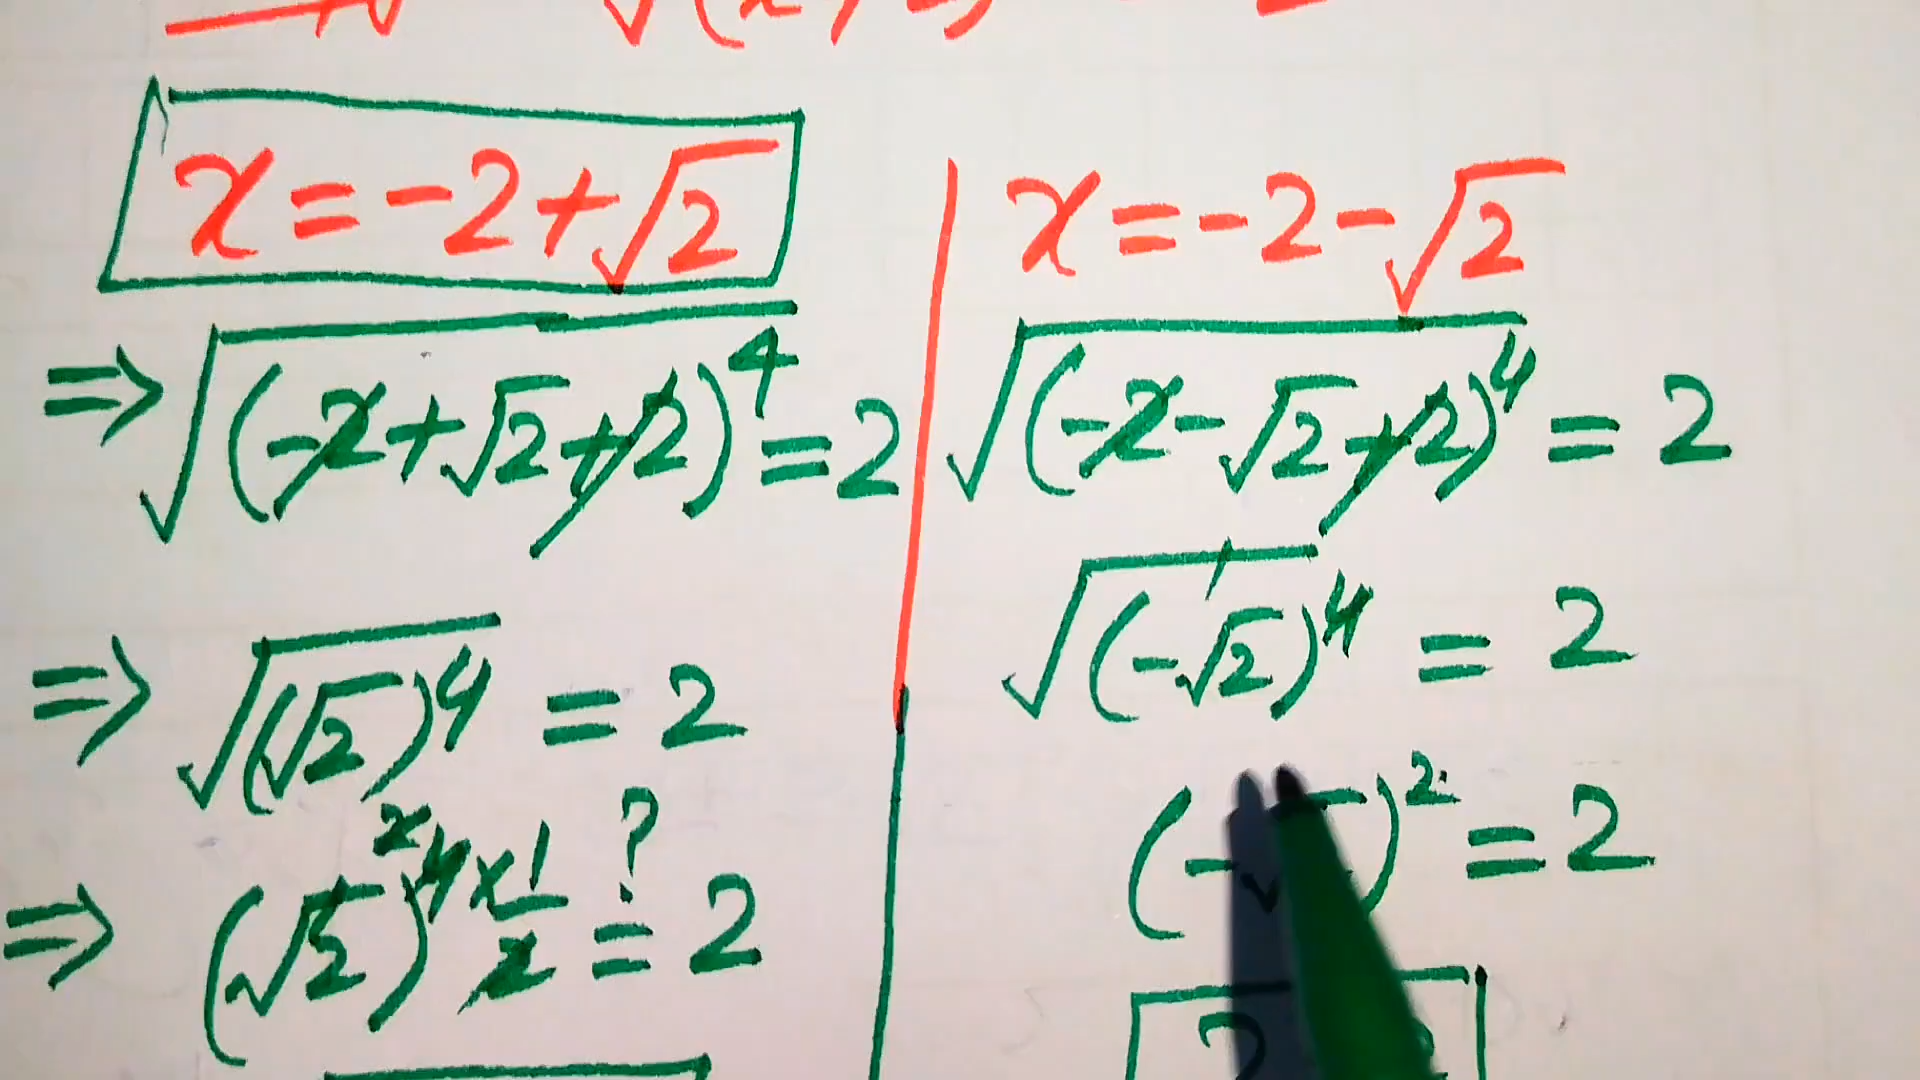 x = -2 + √2
⇒ √(-2 + √2 + 2)⁴ = 2
⇒ √(√2)⁴ = 2
⇒ (√2)^(4 × 1/2) ≟ 2
x = -2 - √2
√(-2 - √2 + 2)⁴ = 2
√(-√2)⁴ = 2
(-√)² = 2